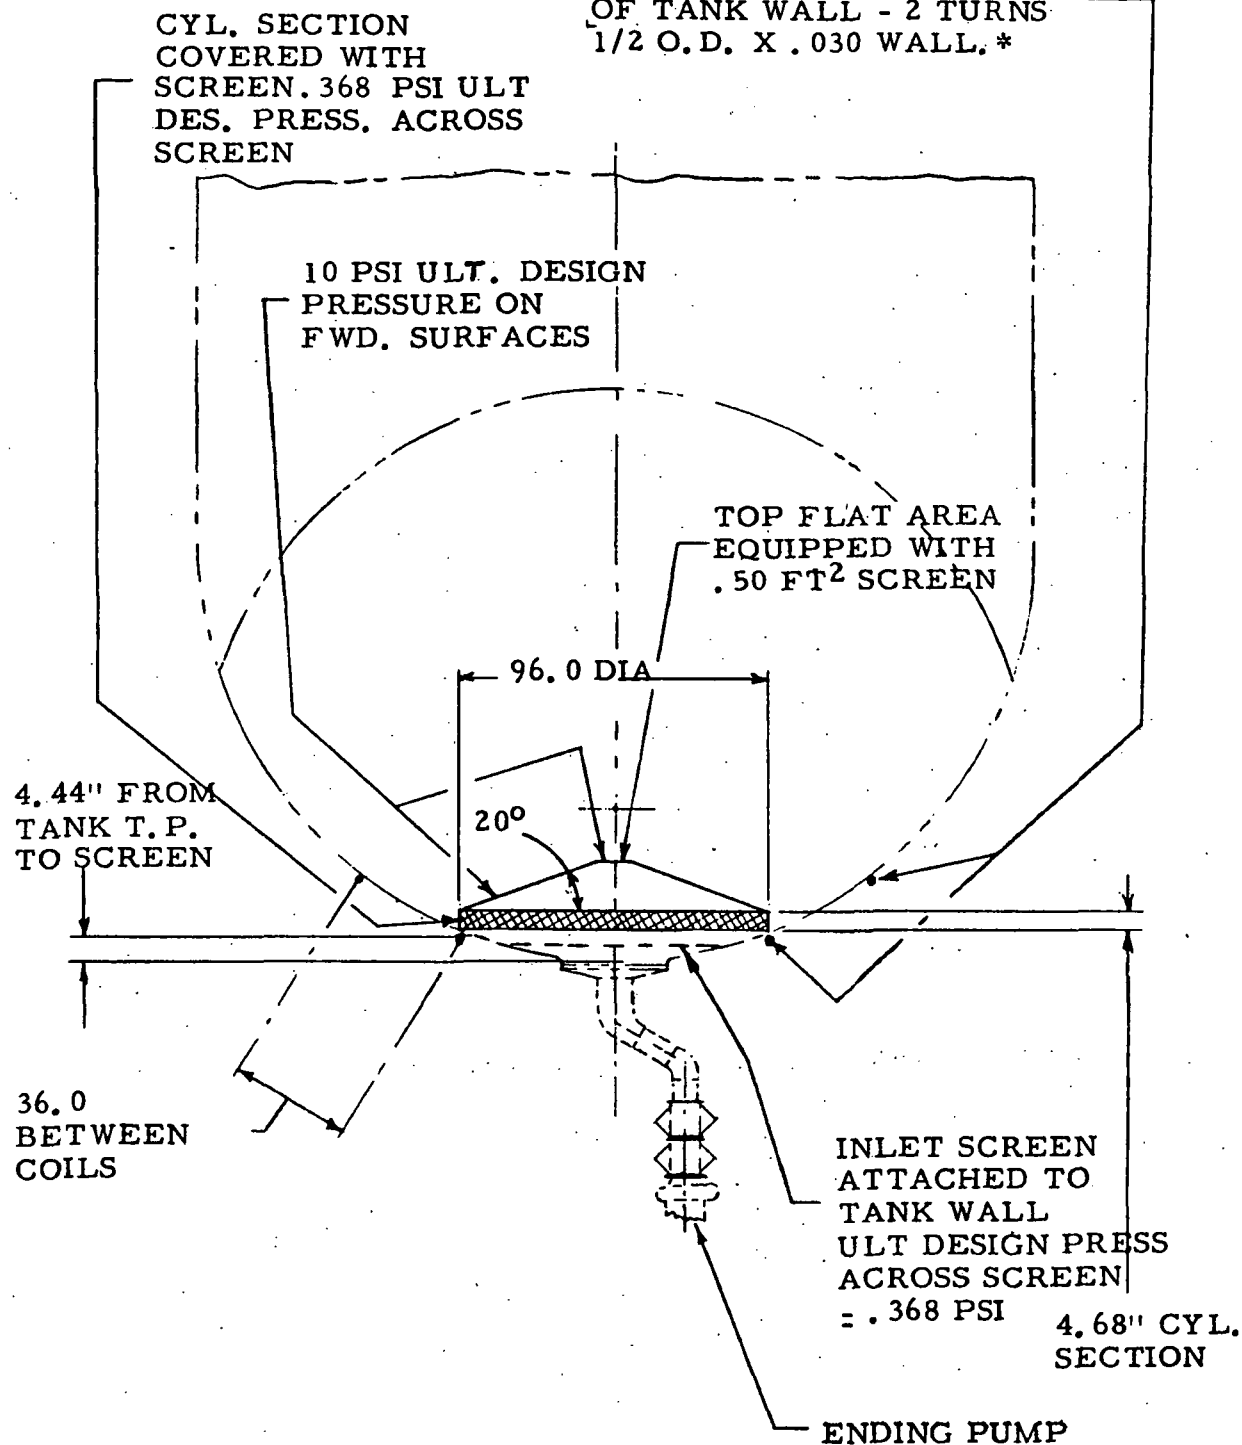 CYL. SECTION
COVERED WITH
SCREEN. 368 PSI ULT
DES. PRESS. ACROSS
SCREEN
OF TANK WALL - 2 TURNS
1/2 O.D. X .030 WALL.*
10 PSI ULT. DESIGN
PRESSURE ON
FWD. SURFACES
TOP FLAT AREA
EQUIPPED WITH
.50 FT² SCREEN
96.0 DIA
4.44" FROM
TANK T.P.
TO SCREEN
20°
36.0
BETWEEN
COILS
INLET SCREEN
ATTACHED TO
TANK WALL
ULT DESIGN PRESS
ACROSS SCREEN
= .368 PSI
4.68" CYL.
SECTION
ENDING PUMP